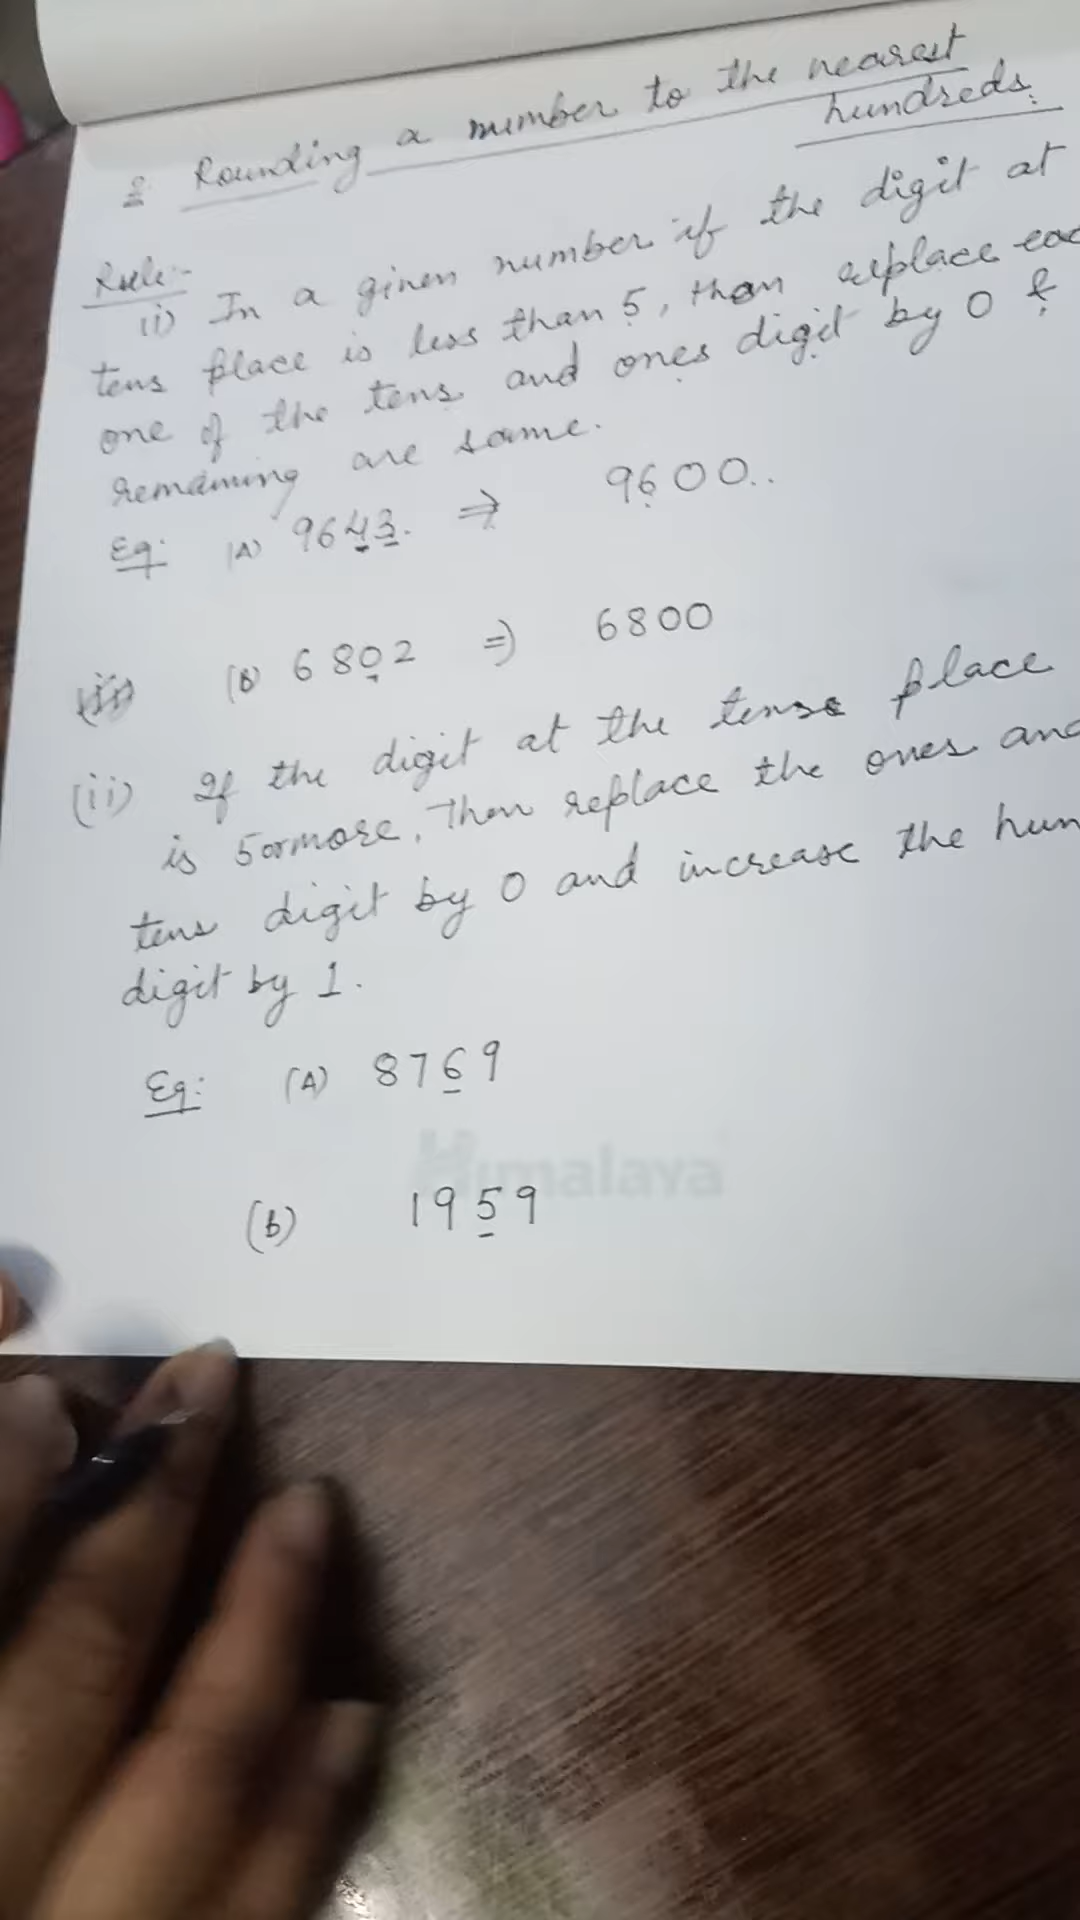 2. Rounding a number to the nearest
hundreds:
Rule:-
(i) In a given number if the digit at
tens place is less than 5, then replace eac
one of the tens and ones digit by 0 &
remaining are same.
Eg: (A) 9643. ⇒ 9600..
(B) 6802 ⇒ 6800
(ii) If the digit at the tens place
is 5 or more, Then replace the ones and
tens digit by 0 and increase the hun
digit by 1.
Eg: (A) 8769
Himalaya
(b) 1959